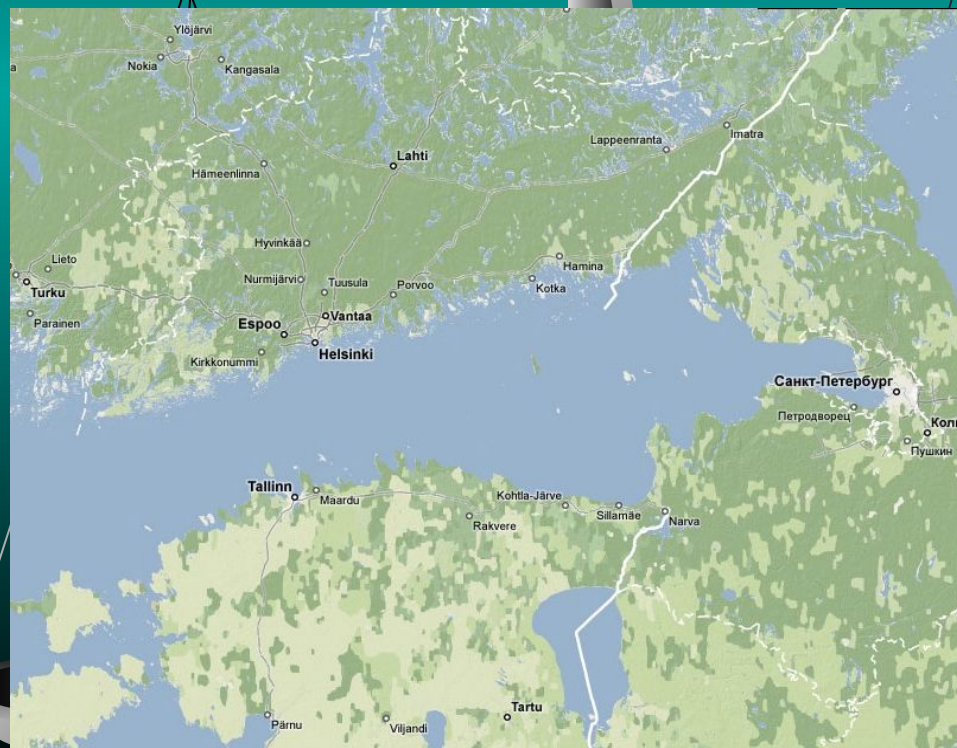 Ylöjärvi
Nokia
Kangasala
Imatra
Lappeenranta
Lahti
Hämeenlinna
Hyvinkää
Lieto
Hamina
Nurmijärvi
Tuusula
Porvoo
Kotka
Turku
Parainen
Espoo
Vantaa
Helsinki
Kirkkonummi
Санкт-Петербург
Петродворец
Пушкин
Tallinn
Maardu
Kohtla-Järve
Sillamäe
Narva
Rakvere
Tartu
Pärnu
Viljandi